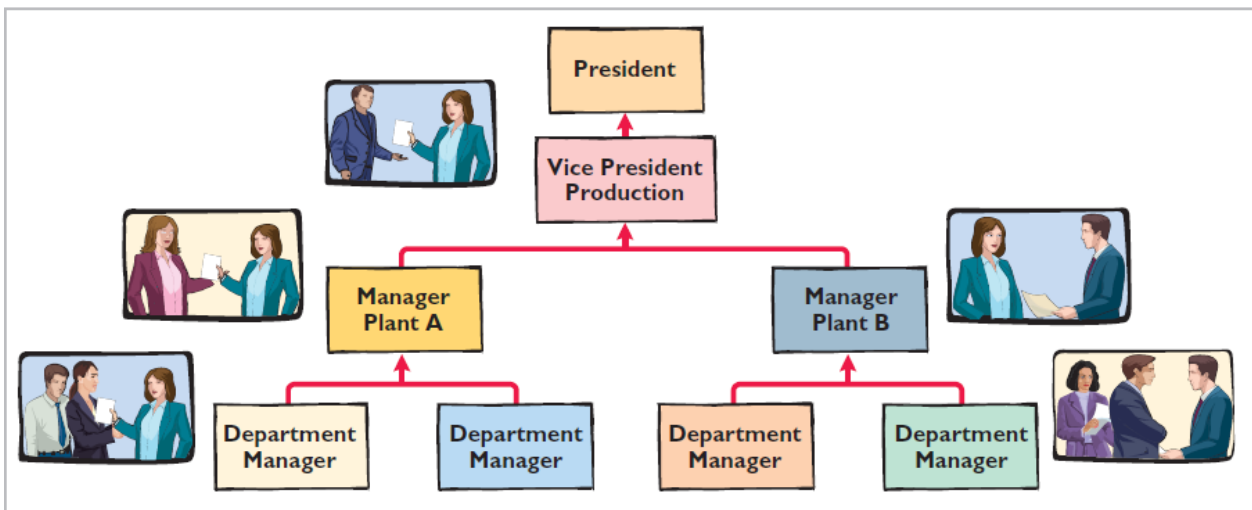 President
Vice President
Production
Manager
Plant A
Manager
Plant B
Department
Manager
Department
Manager
Department
Manager
Department
Manager